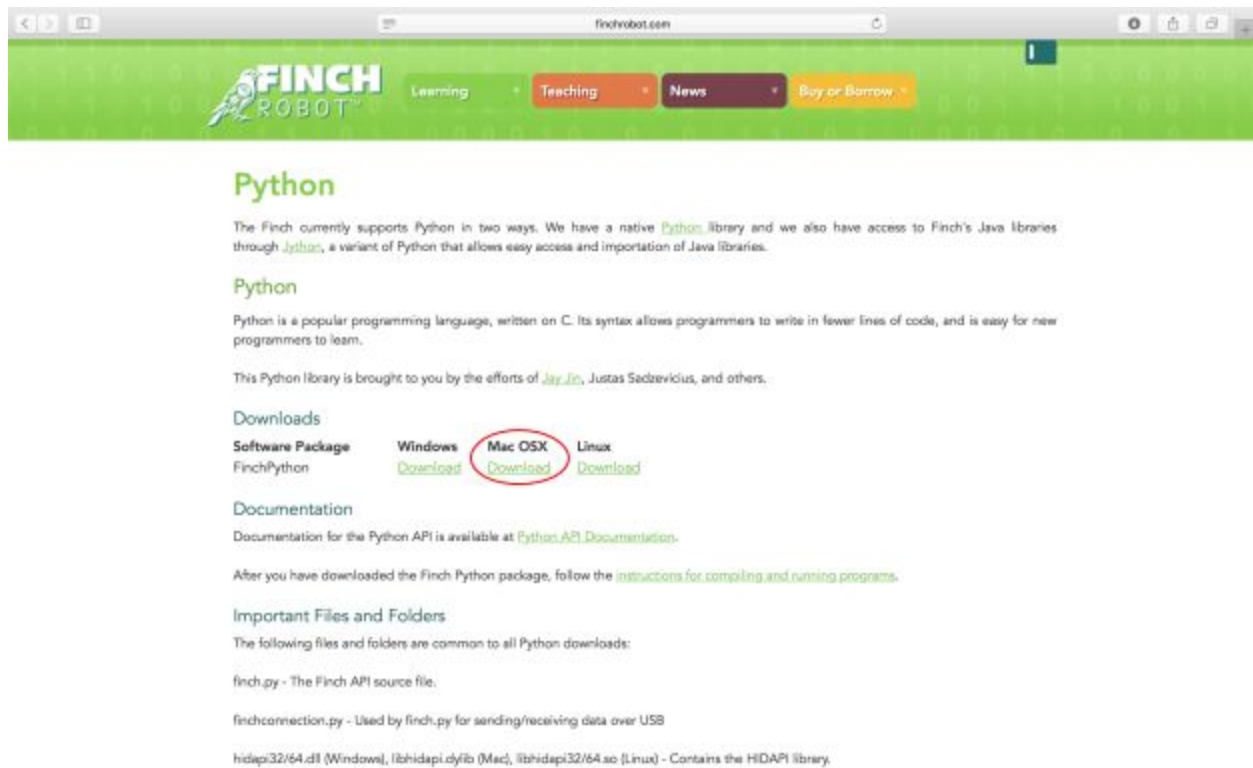 finchrobot.com
FINCH
ROBOT™
Learning
Teaching
News
Buy or Borrow
Python
The Finch currently supports Python in two ways. We have a native Python library and we also have access to Finch's Java libraries
through Jython, a variant of Python that allows easy access and importation of Java libraries.
Python
Python is a popular programming language, written on C. Its syntax allows programmers to write in fewer lines of code, and is easy for new
programmers to learn.
This Python library is brought to you by the efforts of Jay Jin, Justas Sadzevicius, and others.
Downloads
Software Package Windows Mac OSX Linux
FinchPython Download Download Download
Documentation
Documentation for the Python API is available at Python API Documentation.
After you have downloaded the Finch Python package, follow the instructions for compiling and running programs.
Important Files and Folders
The following files and folders are common to all Python downloads:
finch.py - The Finch API source file.
finchconnection.py - Used by finch.py for sending/receiving data over USB
hidapi32/64.dll (Windows), libhidapi.dylib (Mac), libhidapi32/64.so (Linux) - Contains the HIDAPI library.